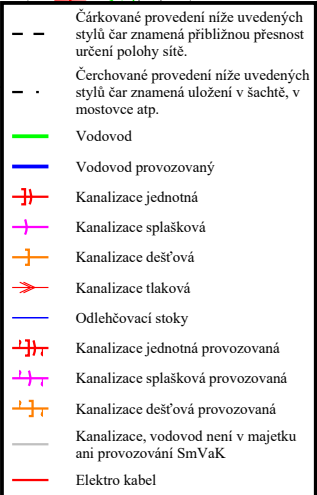 Čárkované provedení níže uvedených
stylů čar znamená přibližnou přesnost
určení polohy sítě.
Čerchované provedení níže uvedených
stylů čar znamená uložení v šachtě, v
mostovce atp.
Vodovod
Vodovod provozovaný
Kanalizace jednotná
Kanalizace splašková
Kanalizace dešťová
Kanalizace tlaková
Odlehčovací stoky
Kanalizace jednotná provozovaná
Kanalizace splašková provozovaná
Kanalizace dešťová provozovaná
Kanalizace, vodovod není v majetku
ani provozování SmVaK
Elektro kabel